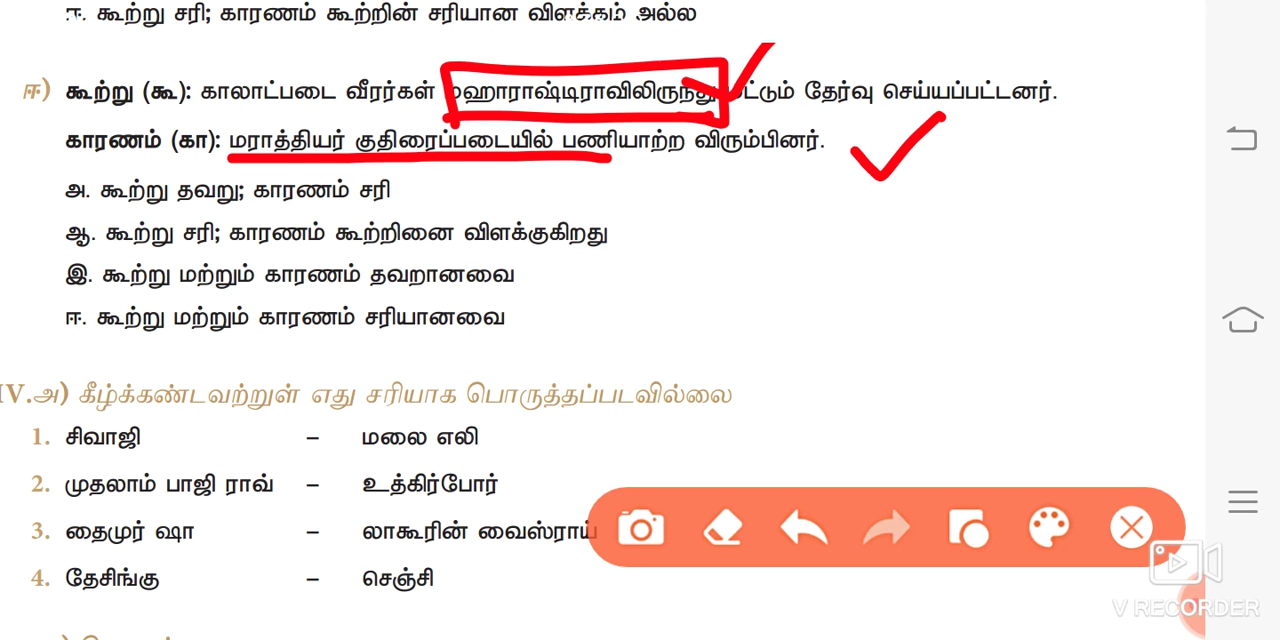 ஈ. கூற்று சரி; காரணம் கூற்றின் சரியான விளக்கம் அல்ல
ஈ) கூற்று (கூ): காலாட்படை வீரர்கள் மஹாராஷ்டிராவிலிருந்து மட்டும் தேர்வு செய்யப்பட்டனர்.
காரணம் (கா): மராத்தியர் குதிரைப்படையில் பணியாற்ற விரும்பினர்.
அ. கூற்று தவறு; காரணம் சரி
ஆ. கூற்று சரி; காரணம் கூற்றினை விளக்குகிறது
இ. கூற்று மற்றும் காரணம் தவறானவை
ஈ. கூற்று மற்றும் காரணம் சரியானவை
IV.அ) கீழ்க்கண்டவற்றுள் எது சரியாக பொருத்தப்படவில்லை
1. சிவாஜி – மலை எலி
2. முதலாம் பாஜி ராவ் – உத்கிர்போர்
3. தைமுர் ஷா – லாகூரின் வைஸ்ராய்
4. தேசிங்கு – செஞ்சி
V RECORDER